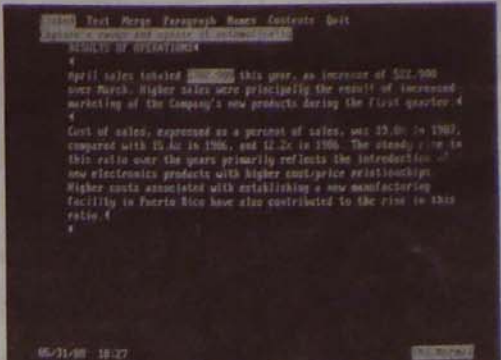 Text Merge Paragraph Names Contents Quit
RESULTS OF OPERATIONS
April sales totaled this year, an increase of $22,900
over March. Higher sales were principally the result of increased
marketing of the Company's new products during the first quarter.
Cost of sales, expressed as a percent of sales, was in 1987,
compared with in 1986, and 12.2% in 1986. The steady rise in
this ratio over the years primarily reflects the introduction of
new electronics products with higher cost/price relationships
Higher costs associated with establishing a new manufacturing
facility in Puerto Rico have also contributed to the rise in this
ratio.
18:27